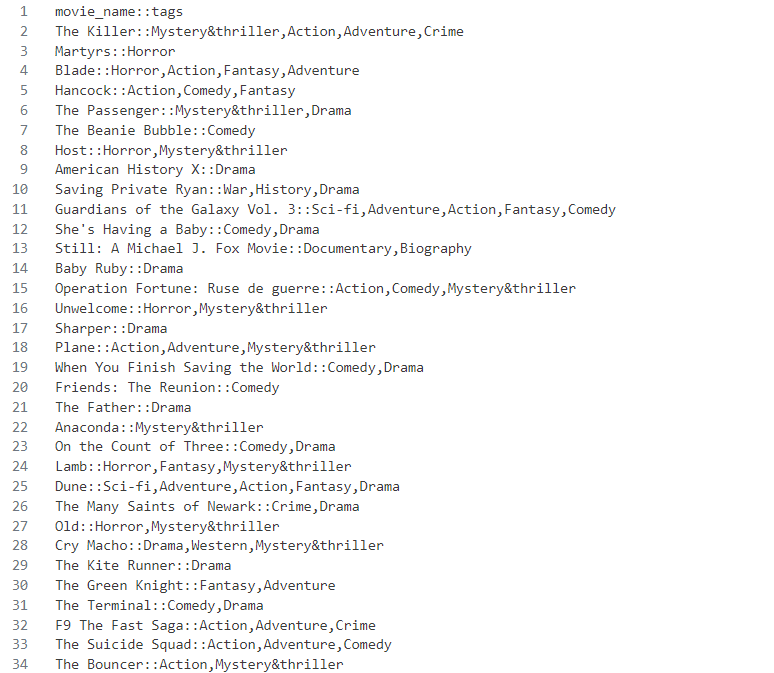 1 movie_name::tags
2 The Killer::Mystery&thriller,Action,Adventure,Crime
3 Martyrs::Horror
4 Blade::Horror,Action,Fantasy,Adventure
5 Hancock::Action,Comedy,Fantasy
6 The Passenger::Mystery&thriller,Drama
7 The Beanie Bubble::Comedy
8 Host::Horror,Mystery&thriller
9 American History X::Drama
10 Saving Private Ryan::War,History,Drama
11 Guardians of the Galaxy Vol. 3::Sci-fi,Adventure,Action,Fantasy,Comedy
12 She's Having a Baby::Comedy,Drama
13 Still: A Michael J. Fox Movie::Documentary,Biography
14 Baby Ruby::Drama
15 Operation Fortune: Ruse de guerre::Action,Comedy,Mystery&thriller
16 Unwelcome::Horror,Mystery&thriller
17 Sharper::Drama
18 Plane::Action,Adventure,Mystery&thriller
19 When You Finish Saving the World::Comedy,Drama
20 Friends: The Reunion::Comedy
21 The Father::Drama
22 Anaconda::Mystery&thriller
23 On the Count of Three::Comedy,Drama
24 Lamb::Horror,Fantasy,Mystery&thriller
25 Dune::Sci-fi,Adventure,Action,Fantasy,Drama
26 The Many Saints of Newark::Crime,Drama
27 Old::Horror,Mystery&thriller
28 Cry Macho::Drama,Western,Mystery&thriller
29 The Kite Runner::Drama
30 The Green Knight::Fantasy,Adventure
31 The Terminal::Comedy,Drama
32 F9 The Fast Saga::Action,Adventure,Crime
33 The Suicide Squad::Action,Adventure,Comedy
34 The Bouncer::Action,Mystery&thriller